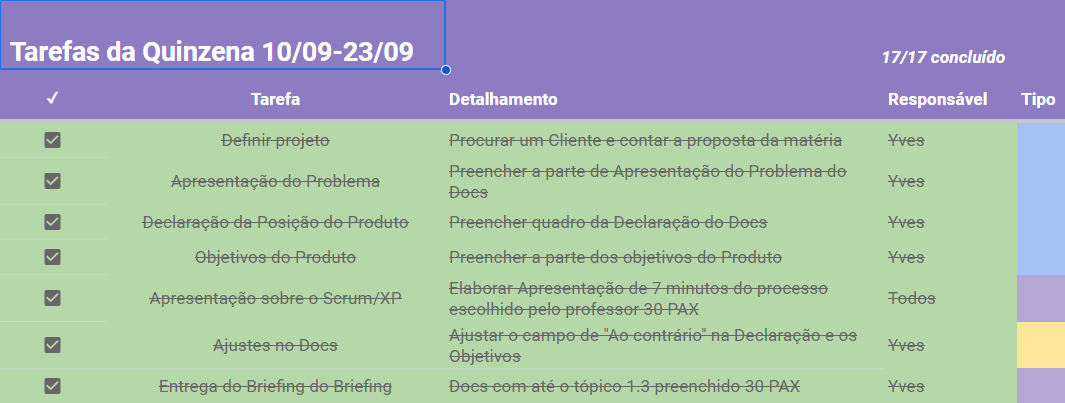 Tarefas da Quinzena 10/09-23/09
17/17 concluído
✓ Tarefa Detalhamento Responsável Tipo
Definir projeto Procurar um Cliente e contar a proposta da matéria Yves
Apresentação do Problema Preencher a parte de Apresentação do Problema do
Docs Yves
Declaração da Posição do Produto Preencher quadro da Declaração do Docs Yves
Objetivos do Produto Preencher a parte dos objetivos do Produto Yves
Apresentação sobre o Scrum/XP Elaborar Apresentação de 7 minutos do processo
escolhido pelo professor 30 PAX Todos
Ajustes no Docs Ajustar o campo de "Ao contrário" na Declaração e os
Objetivos Yves
Entrega do Briefing do Briefing Docs com até o tópico 1.3 preenchido 30 PAX Yves